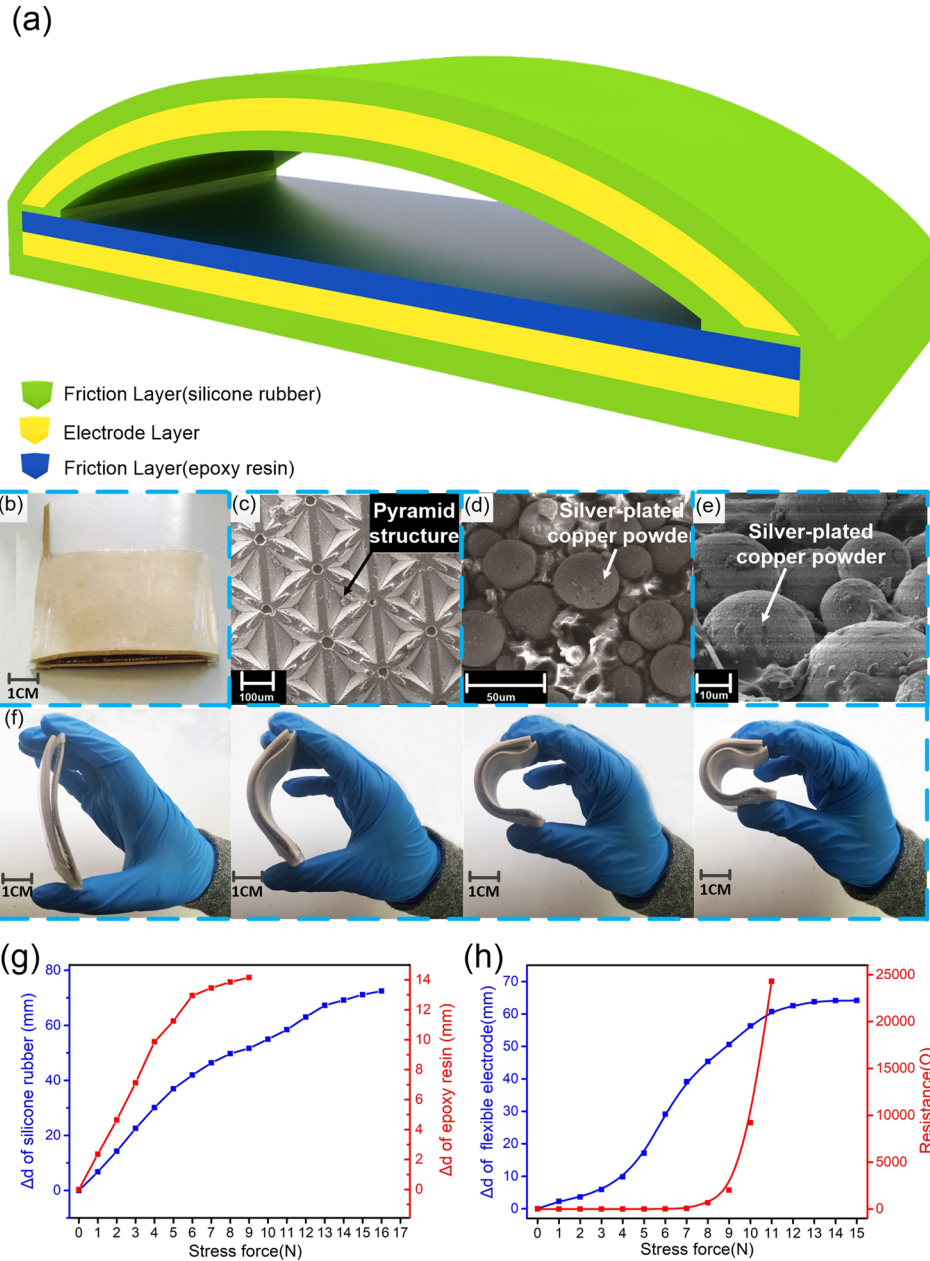 (a)
Friction Layer(silicone rubber)
Electrode Layer
Friction Layer(epoxy resin)
(b)
1CM
(c)
Pyramid
structure
100um
(d)
Silver-plated
copper powder
50um
(e)
Silver-plated
copper powder
10um
(f)
1CM
1CM
1CM
1CM
(g)
Δd of silicone rubber (mm)
80
60
40
20
0
14
12
10
8
6
4
2
0
Δd of epoxy resin (mm)
0 1 2 3 4 5 6 7 8 9 10 11 12 13 14 15 16 17
Stress force(N)
(h)
Δd of flexible electrode(mm)
70
60
50
40
30
20
10
0
25000
20000
15000
10000
5000
0
Resistance(Ω)
0 1 2 3 4 5 6 7 8 9 10 11 12 13 14 15
Stress force(N)